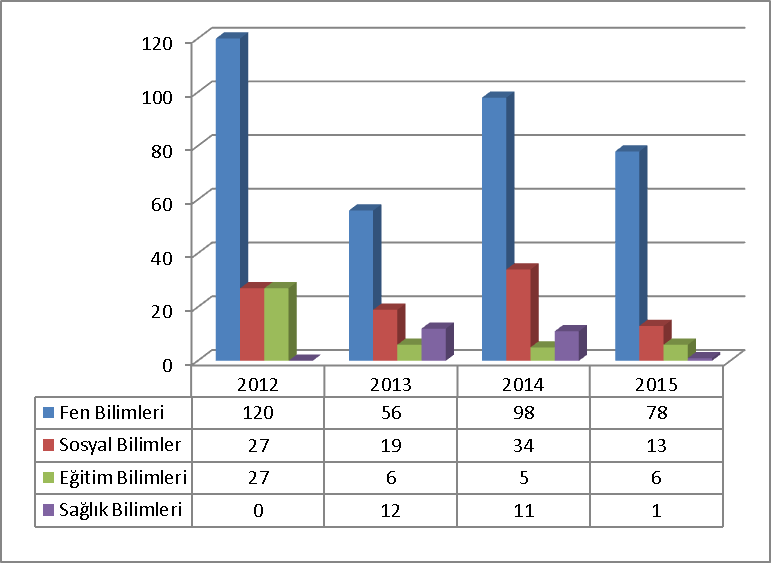 120
100
80
60
40
20
0
2012 2013 2014 2015
Fen Bilimleri 120 56 98 78
Sosyal Bilimler 27 19 34 13
Eğitim Bilimleri 27 6 5 6
Sağlık Bilimleri 0 12 11 1